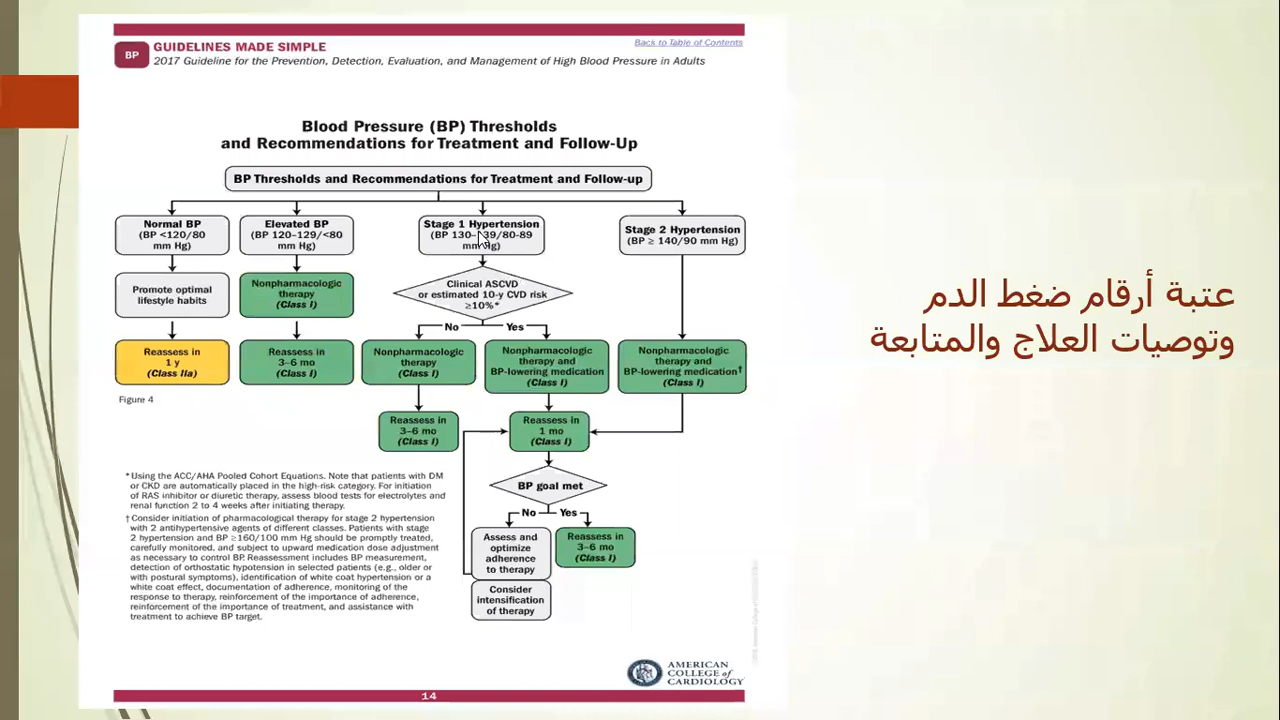 BP
GUIDELINES MADE SIMPLE
Back to Table of Contents
2017 Guideline for the Prevention, Detection, Evaluation, and Management of High Blood Pressure in Adults
Blood Pressure (BP) Thresholds
and Recommendations for Treatment and Follow-Up
BP Thresholds and Recommendations for Treatment and Follow-up
Normal BP
(BP <120/80
mm Hg)
Elevated BP
(BP 120–129/<80
mm Hg)
Stage 1 Hypertension
(BP 130–139/80-89
mm Hg)
Stage 2 Hypertension
(BP ≥ 140/90 mm Hg)
Promote optimal
lifestyle habits
Nonpharmacologic
therapy
(Class I)
Clinical ASCVD
or estimated 10-y CVD risk
≥10%*
No
Yes
Reassess in
1 y
(Class IIa)
Reassess in
3–6 mo
(Class I)
Nonpharmacologic
therapy
(Class I)
Nonpharmacologic
therapy and
BP-lowering medication
(Class I)
Nonpharmacologic
therapy and
BP-lowering medication†
(Class I)
Figure 4
Reassess in
3–6 mo
(Class I)
Reassess in
1 mo
(Class I)
BP goal met
No
Yes
Assess and
optimize
adherence
to therapy
Reassess in
3–6 mo
(Class I)
Consider
intensification
of therapy
*Using the ACC/AHA Pooled Cohort Equations. Note that patients with DM
or CKD are automatically placed in the high-risk category. For initiation
of RAS inhibitor or diuretic therapy, assess blood tests for electrolytes and
renal function 2 to 4 weeks after initiating therapy.
†Consider initiation of pharmacological therapy for stage 2 hypertension
with 2 antihypertensive agents of different classes. Patients with stage
2 hypertension and BP ≥160/100 mm Hg should be promptly treated,
carefully monitored, and subject to upward medication dose adjustment
as necessary to control BP. Reassessment includes BP measurement,
detection of orthostatic hypotension in selected patients (e.g., older or
with postural symptoms), identification of white coat hypertension or a
white coat effect, documentation of adherence, monitoring of the
response to therapy, reinforcement of the importance of adherence,
reinforcement of the importance of treatment, and assistance with
treatment to achieve BP target.
AMERICAN
COLLEGE of
CARDIOLOGY
14
عتبة أرقام ضغط الدم
وتوصيات العلاج والمتابعة